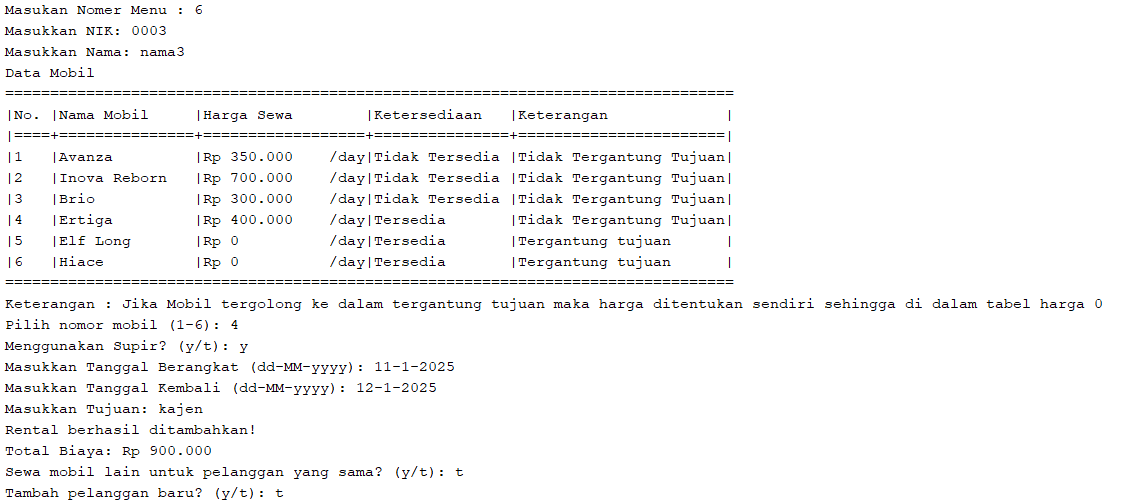 Masukan Nomer Menu : 6
Masukkan NIK: 0003
Masukkan Nama: nama3
Data Mobil
=================================================================================
|No. |Nama Mobil     |Harga Sewa        |Ketersediaan   |Keterangan             |
|====+===============+==================+===============+=======================|
|1   |Avanza         |Rp 350.000    /day|Tidak Tersedia |Tidak Tergantung Tujuan|
|2   |Inova Reborn   |Rp 700.000    /day|Tidak Tersedia |Tidak Tergantung Tujuan|
|3   |Brio           |Rp 300.000    /day|Tidak Tersedia |Tidak Tergantung Tujuan|
|4   |Ertiga         |Rp 400.000    /day|Tersedia       |Tidak Tergantung Tujuan|
|5   |Elf Long       |Rp 0          /day|Tersedia       |Tergantung tujuan      |
|6   |Hiace          |Rp 0          /day|Tersedia       |Tergantung tujuan      |
=================================================================================
Keterangan : Jika Mobil tergolong ke dalam tergantung tujuan maka harga ditentukan sendiri sehingga di dalam tabel harga 0
Pilih nomor mobil (1-6): 4
Menggunakan Supir? (y/t): y
Masukkan Tanggal Berangkat (dd-MM-yyyy): 11-1-2025
Masukkan Tanggal Kembali (dd-MM-yyyy): 12-1-2025
Masukkan Tujuan: kajen
Rental berhasil ditambahkan!
Total Biaya: Rp 900.000
Sewa mobil lain untuk pelanggan yang sama? (y/t): t
Tambah pelanggan baru? (y/t): t